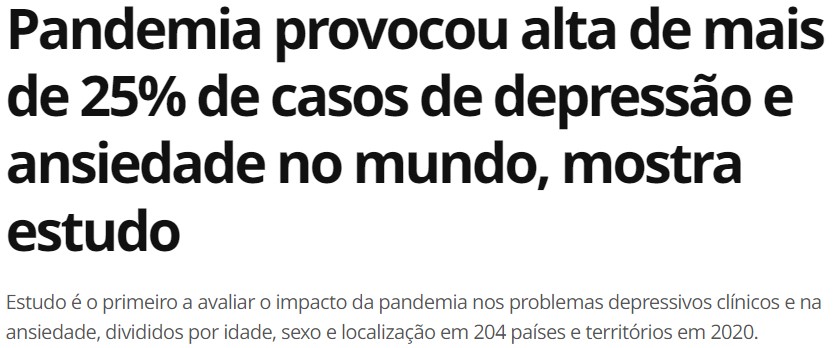 Pandemia provocou alta de mais
de 25% de casos de depressão e
ansiedade no mundo, mostra
estudo
Estudo é o primeiro a avaliar o impacto da pandemia nos problemas depressivos clínicos e na
ansiedade, divididos por idade, sexo e localização em 204 países e territórios em 2020.